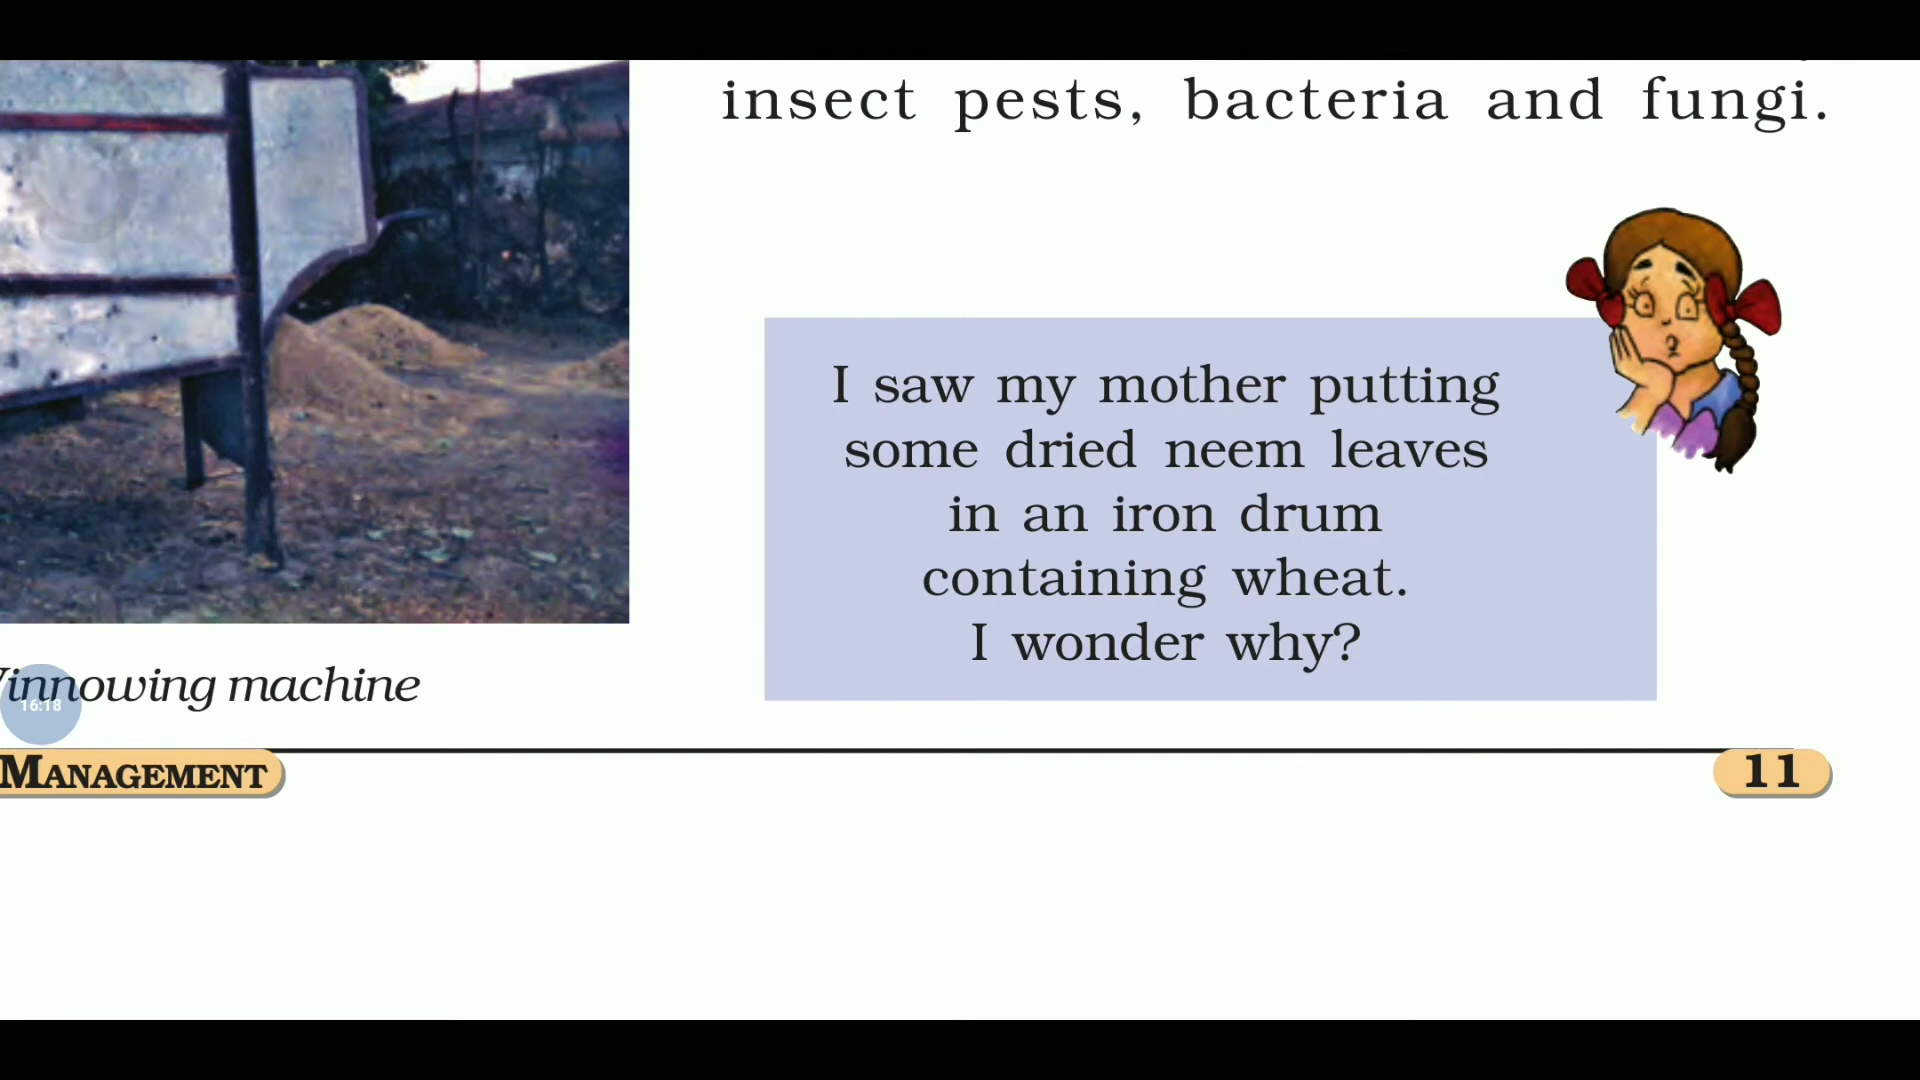 insect pests, bacteria and fungi.
I saw my mother putting
some dried neem leaves
in an iron drum
containing wheat.
I wonder why?
innowing machine
16:18
MANAGEMENT
11